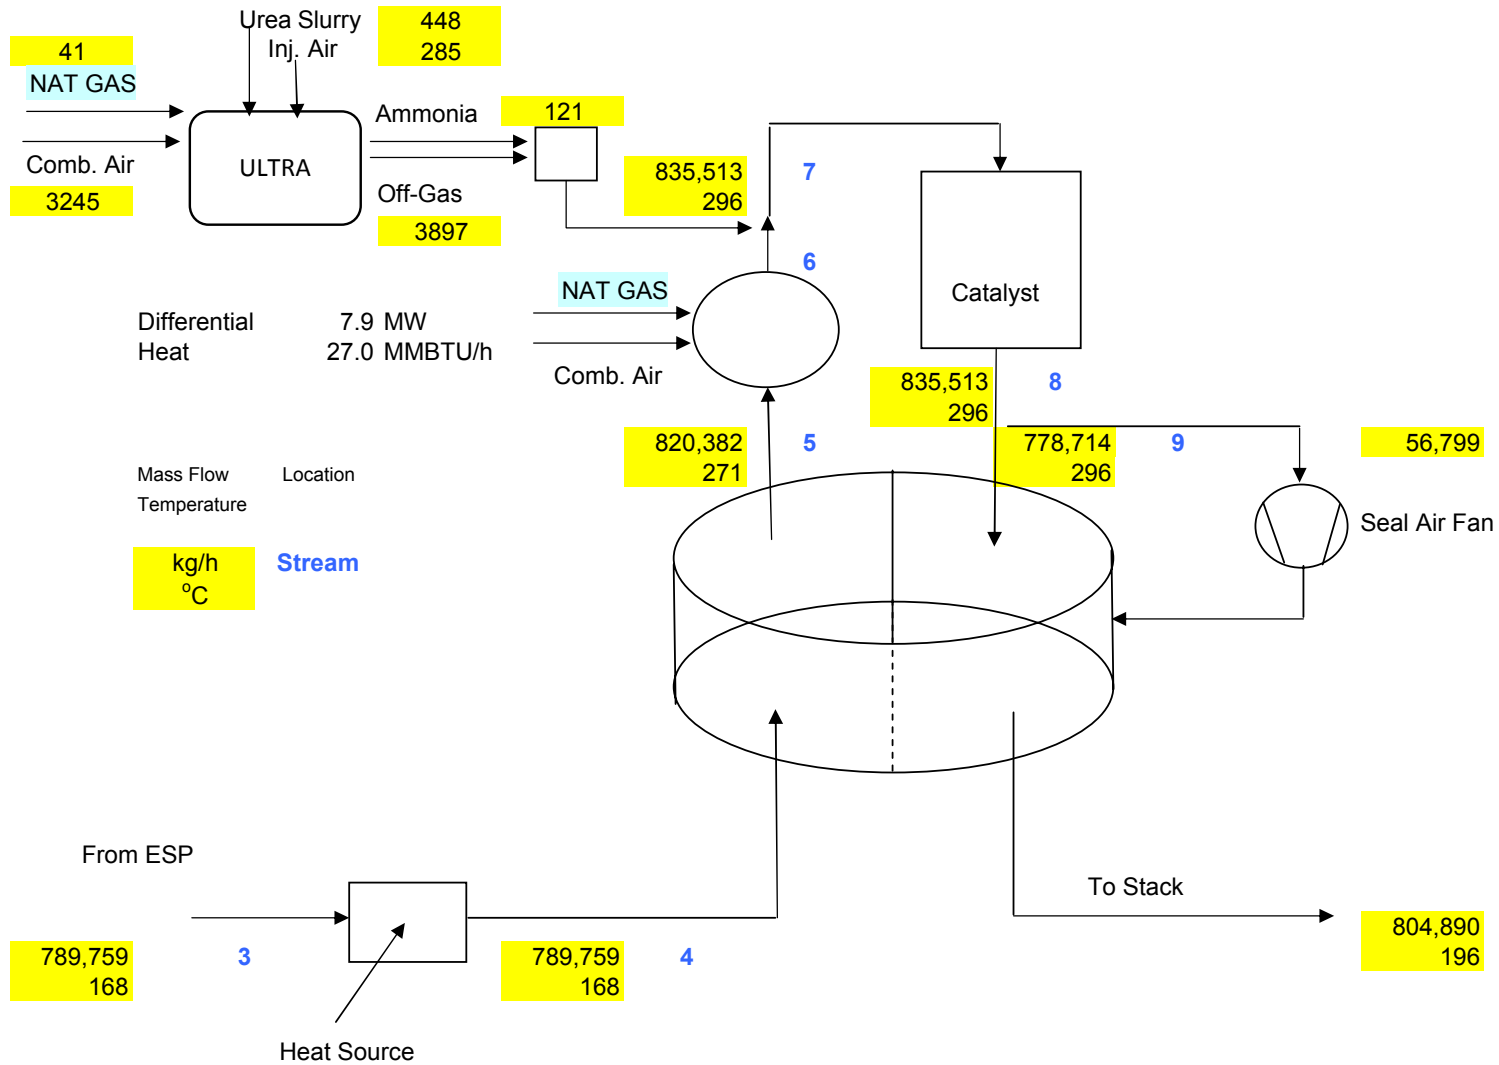 Urea Slurry
Inj. Air
448
285
41
NAT GAS
Comb. Air
3245
ULTRA
Ammonia
121
Off-Gas
3897
835,513
296
7
6
NAT GAS
Comb. Air
Catalyst
Differential 7.9 MW
Heat 27.0 MMBTU/h
835,513
296
8
820,382
271
5
778,714
296
9
56,799
Seal Air Fan
Mass Flow Location
Temperature
kg/h Stream
°C
From ESP
To Stack
789,759
168
3
789,759
168
4
804,890
196
Heat Source